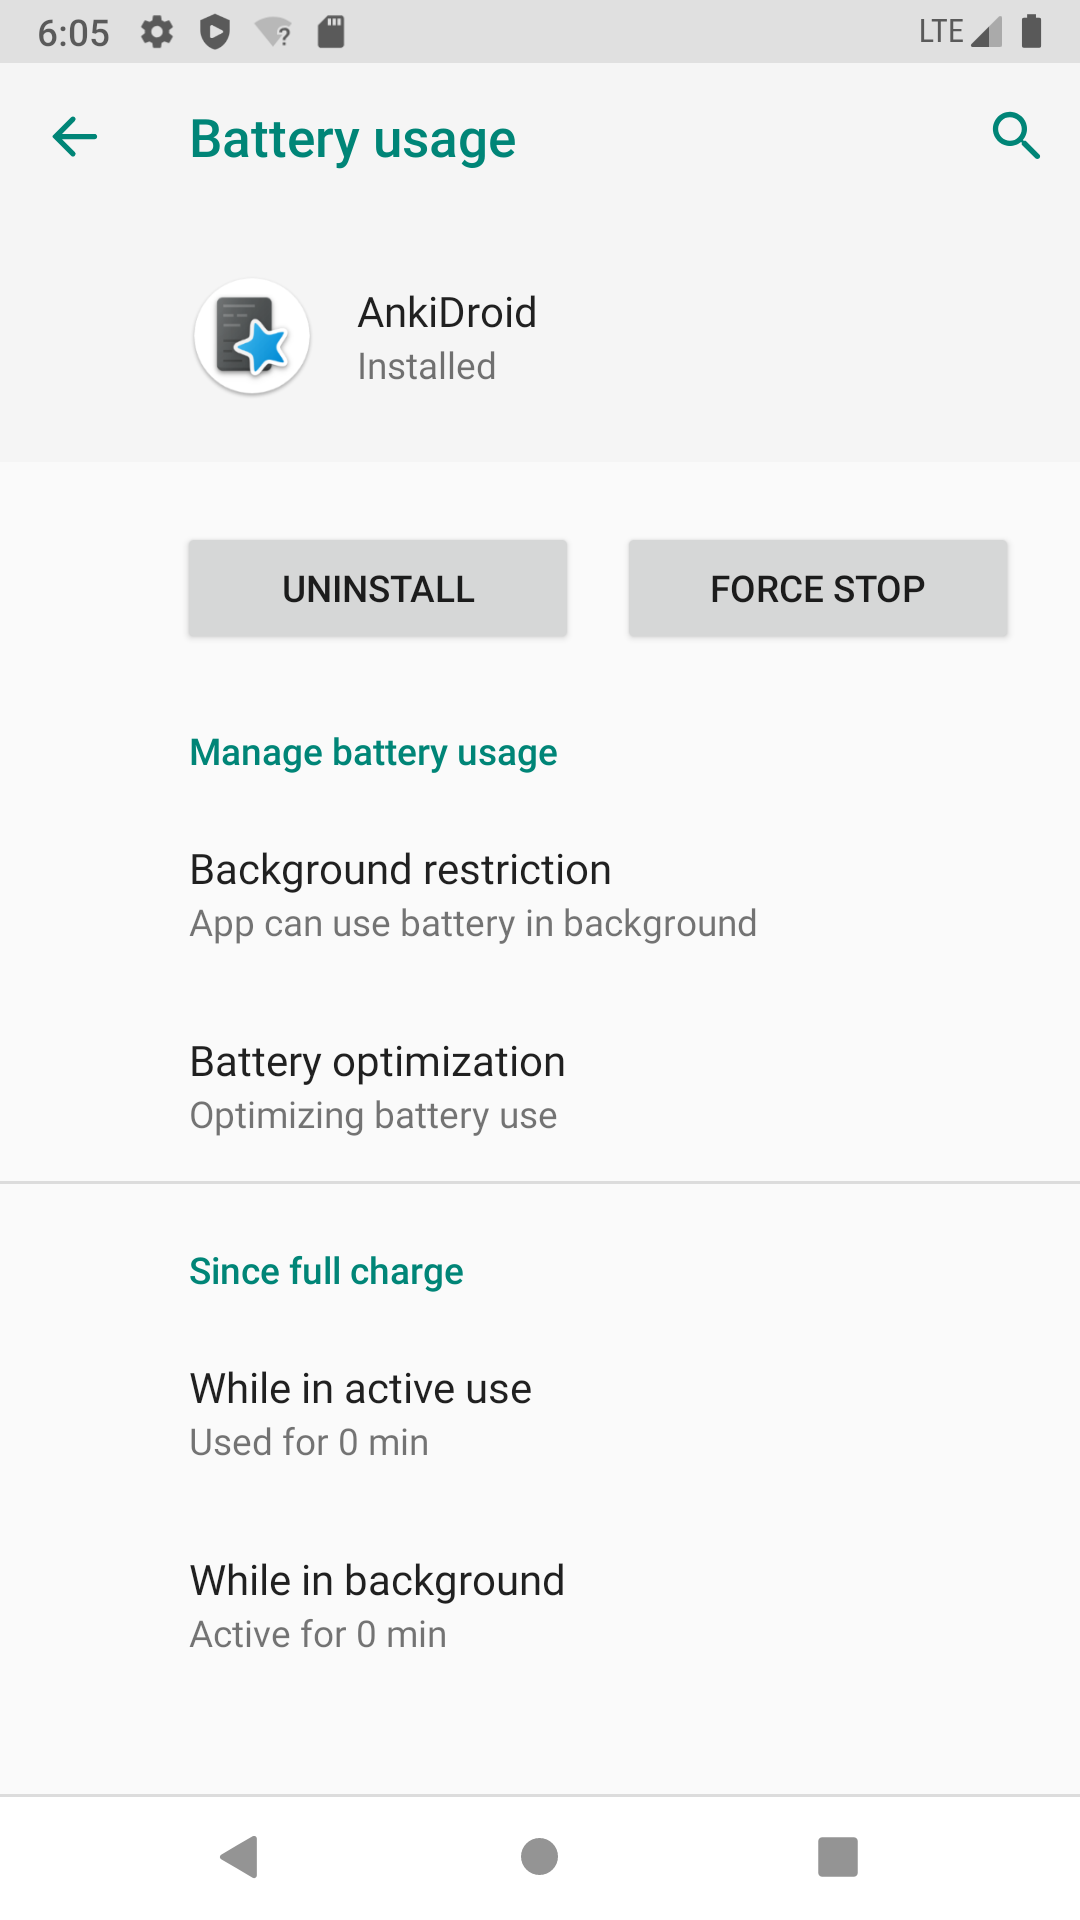 6:05
LTE
Battery usage
AnkiDroid
Installed
UNINSTALL
FORCE STOP
Manage battery usage
Background restriction
App can use battery in background
Battery optimization
Optimizing battery use
Since full charge
While in active use
Used for 0 min
While in background
Active for 0 min